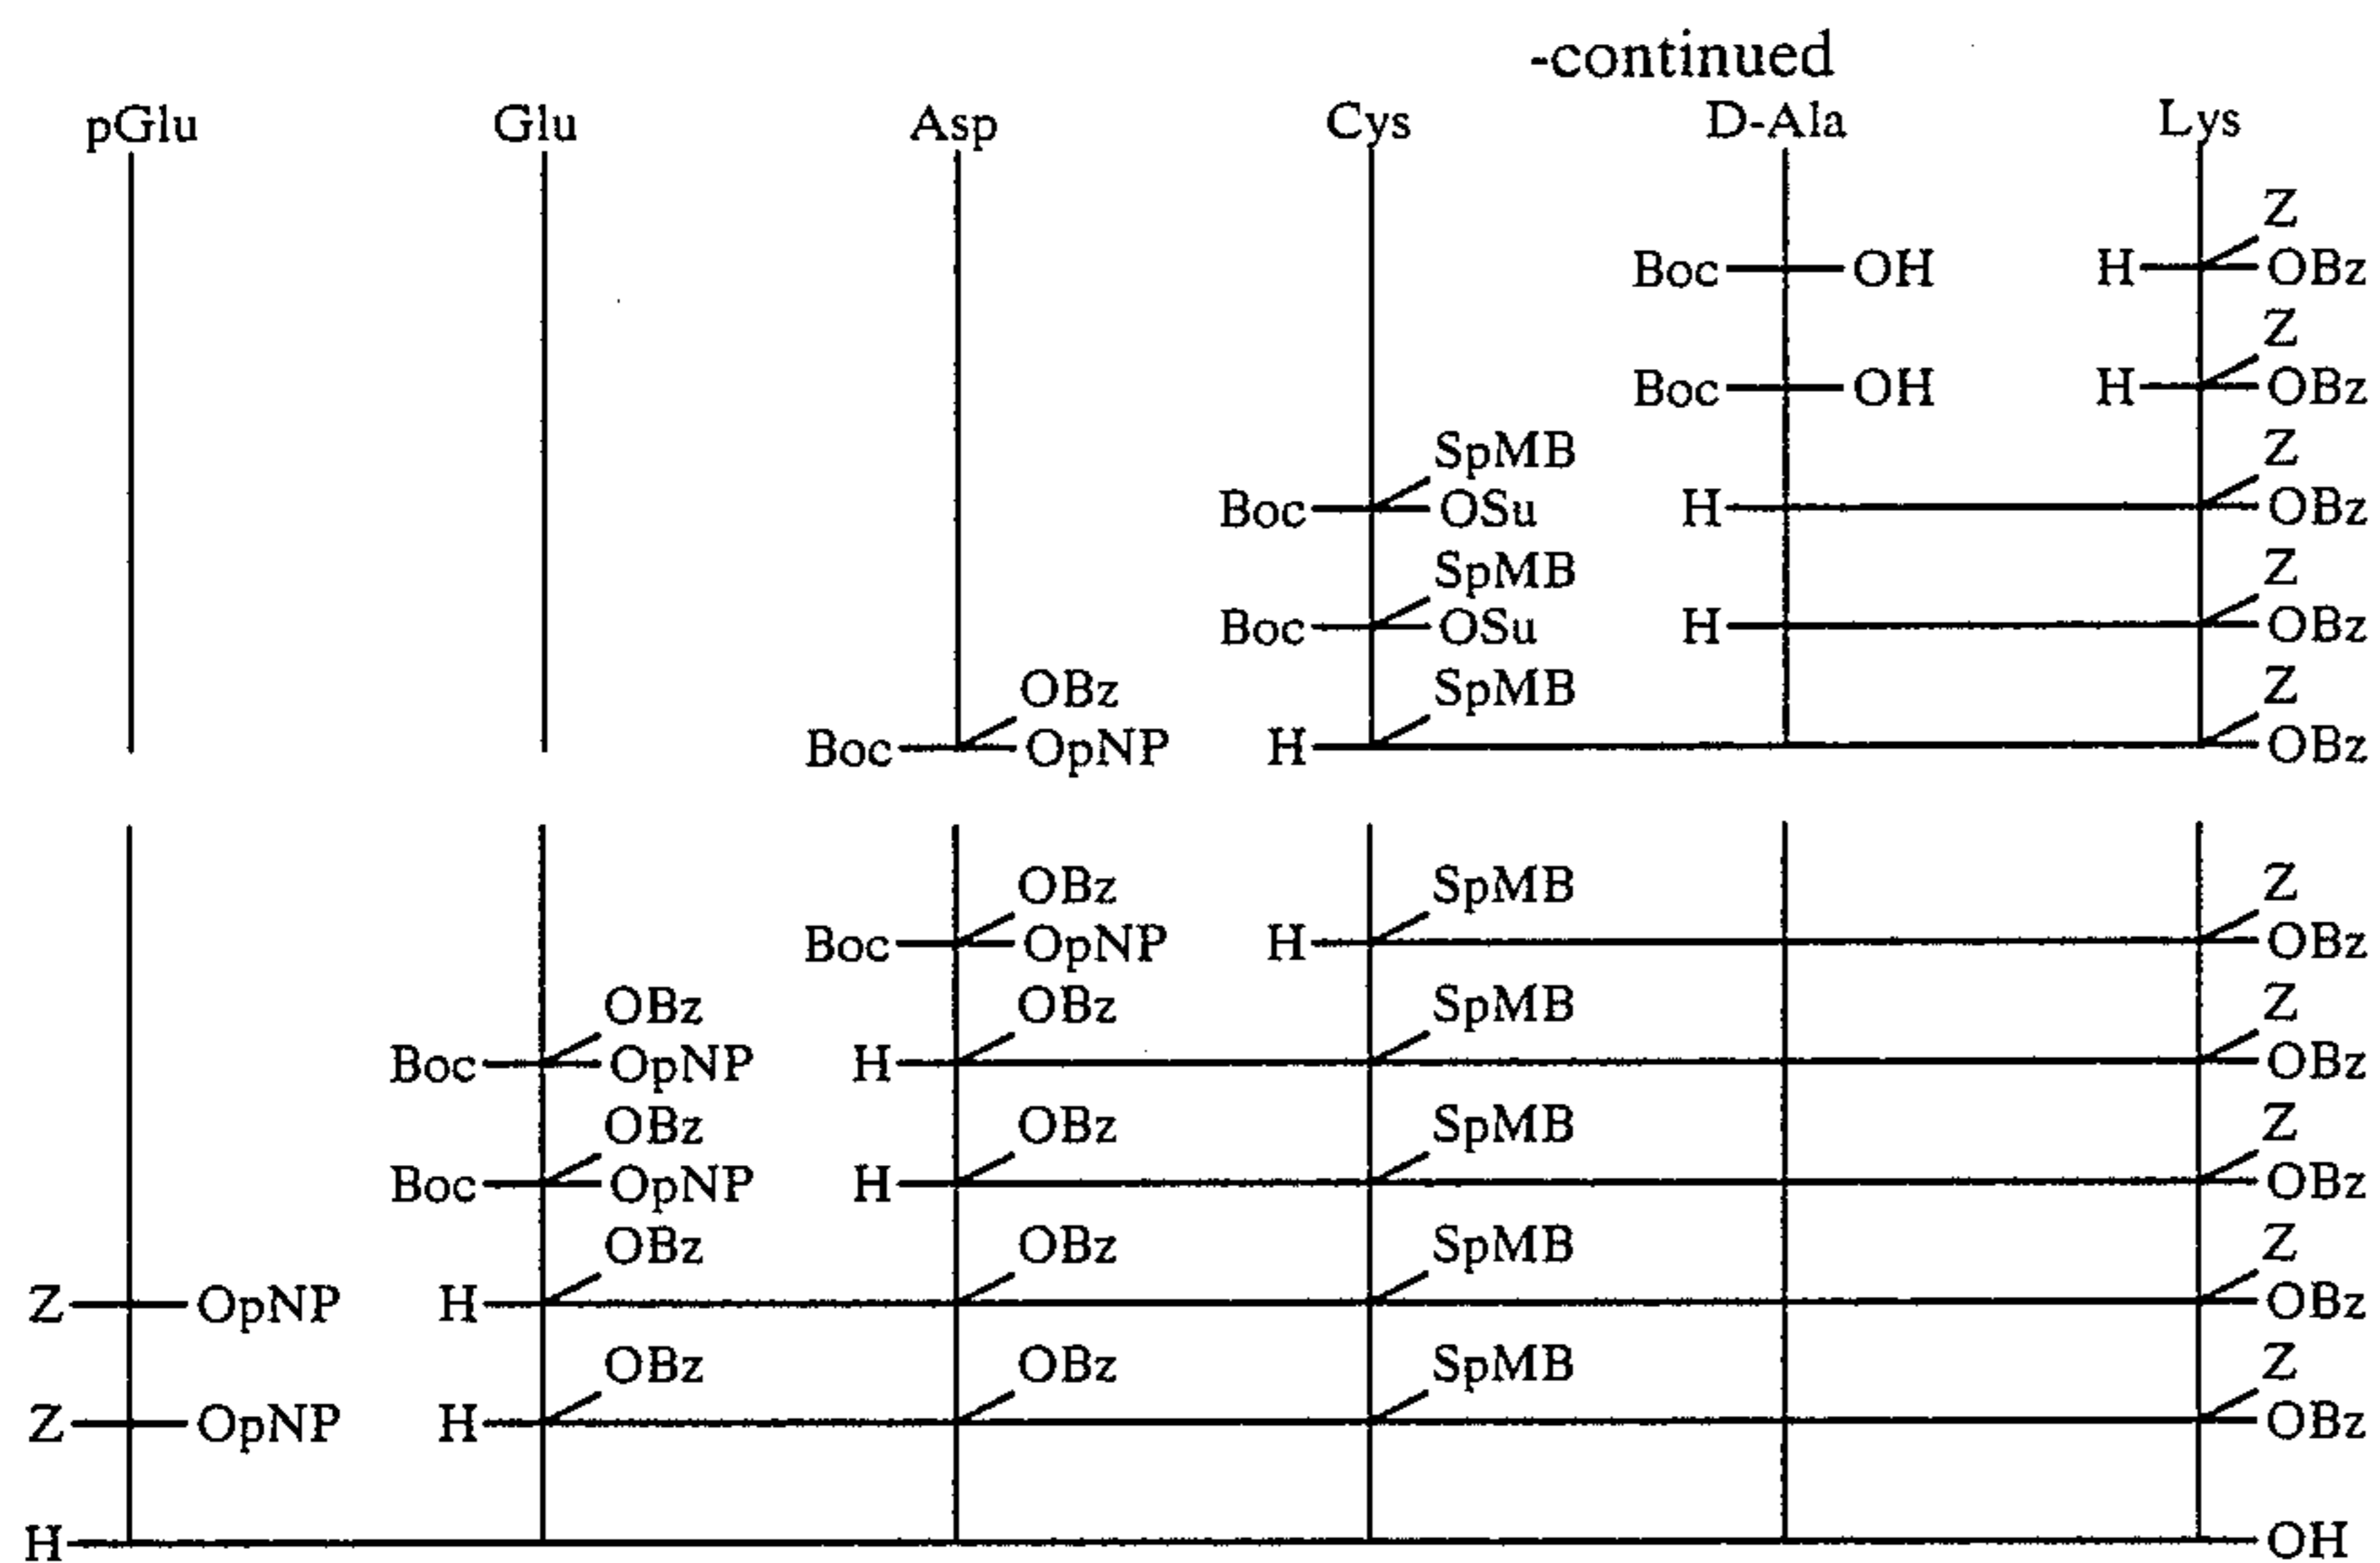 -continued
pGlu Glu Asp Cys D-Ala Lys
Z
Boc OH H OBz
Z
Boc OH H OBz
SpMB Z
Boc OSu H OBz
SpMB Z
Boc OSu H OBz
OBz SpMB Z
Boc OpNP H OBz
OBz SpMB Z
Boc OpNP H OBz
OBz OBz SpMB Z
Boc OpNP H OBz
OBz OBz SpMB Z
Boc OpNP H OBz
OBz OBz SpMB Z
Z OpNP H OBz
OBz OBz SpMB Z
Z OpNP H OBz
H OH